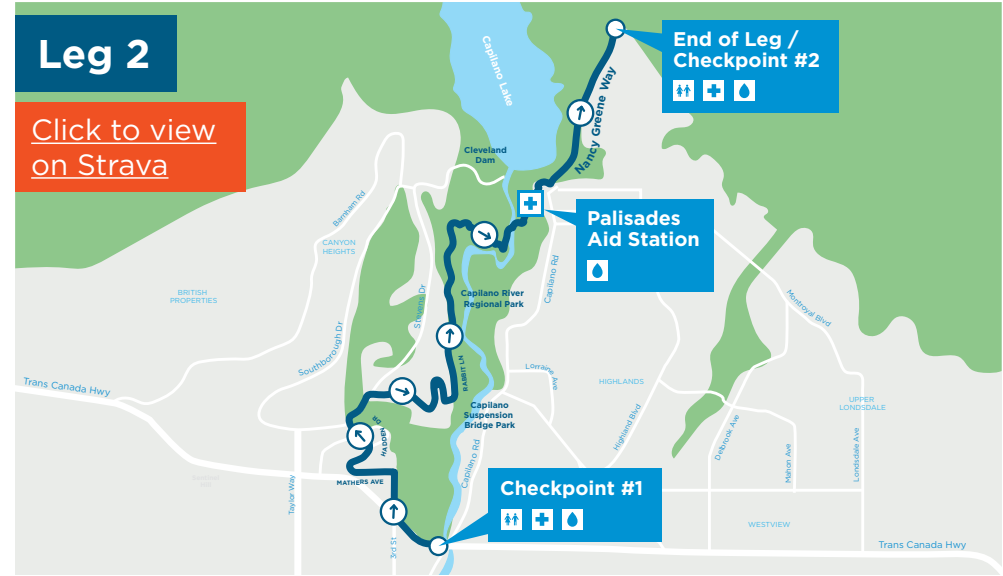 Leg 2
Click to view
on Strava
End of Leg /
Checkpoint #2
Capilano Lake
Nancy Greene Way
Cleveland
Dam
Palisades
Aid Station
Barnham Rd
CANYON
HEIGHTS
BRITISH
PROPERTIES
Stevens Dr
Capilano River
Regional Park
Capilano Rd
Montroyal Blvd
Southborough Dr
RABBIT LN
Lorraine Ave
HIGHLANDS
Trans Canada Hwy
Capilano
Suspension
Bridge Park
UPPER
LONSDALE
HADDEN DR
Highland Blvd
Delbrook Ave
Mahon Ave
Lonsdale Ave
MATHERS AVE
Taylor Way
Capilano Rd
Checkpoint #1
3rd St
WESTVIEW
Trans Canada Hwy